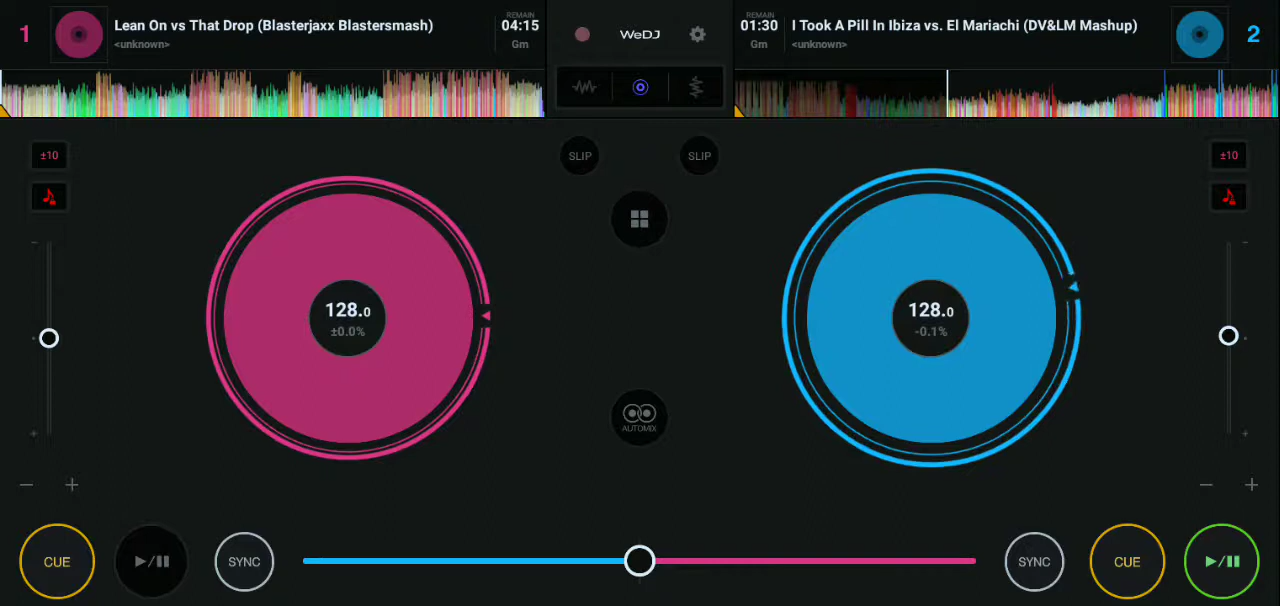 1
Lean On vs That Drop (Blasterjaxx Blastersmash)
<unknown>
REMAIN
04:15
Gm
WeDJ
REMAIN
01:30
Gm
I Took A Pill In Ibiza vs. El Mariachi (DV&LM Mashup)
<unknown>
2
±10
SLIP
SLIP
±10
128.0
±0.0%
128.0
-0.1%
AUTOMIX
CUE
SYNC
SYNC
CUE